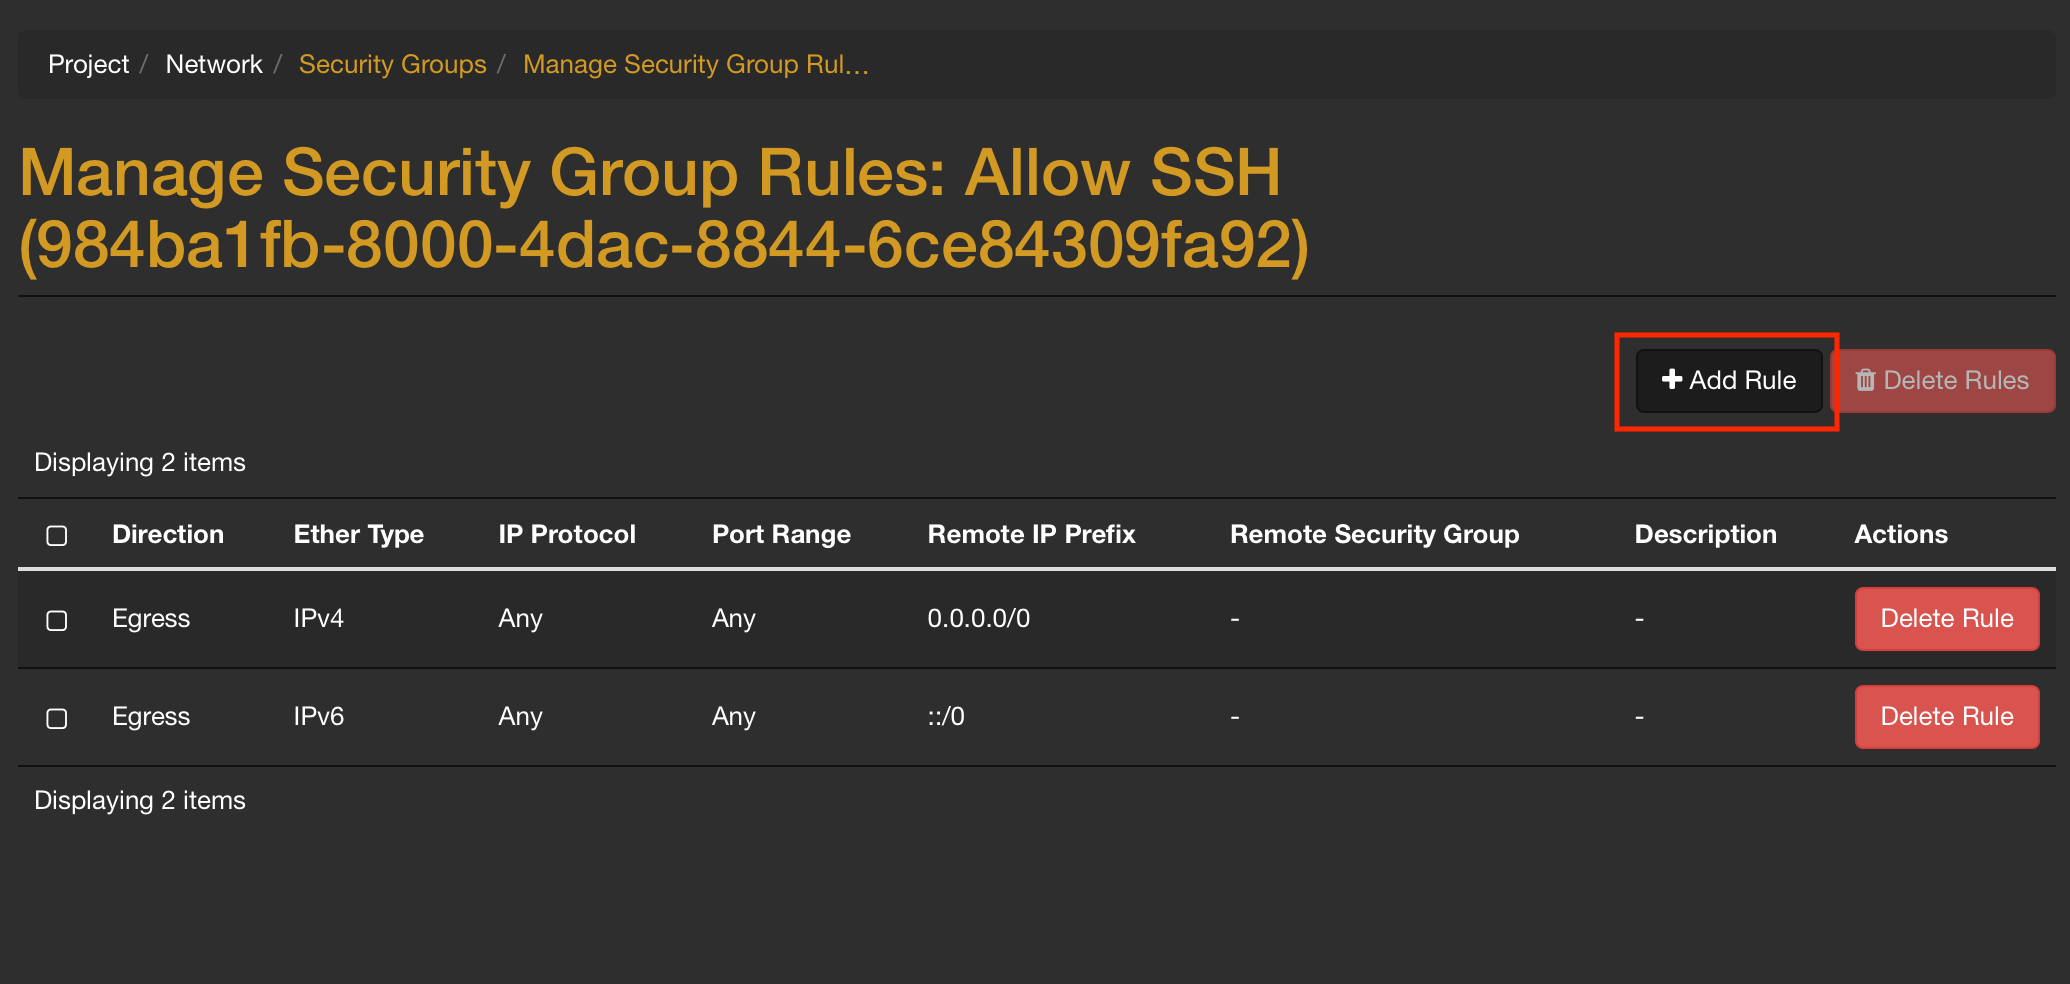 Project / Network / Security Groups / Manage Security Group Rul…
Manage Security Group Rules: Allow SSH
(984ba1fb-8000-4dac-8844-6ce84309fa92)
Add Rule Delete Rules
Displaying 2 items
Direction Ether Type IP Protocol Port Range Remote IP Prefix Remote Security Group Description Actions
Egress IPv4 Any Any 0.0.0.0/0 - - Delete Rule
Egress IPv6 Any Any ::/0 - - Delete Rule
Displaying 2 items